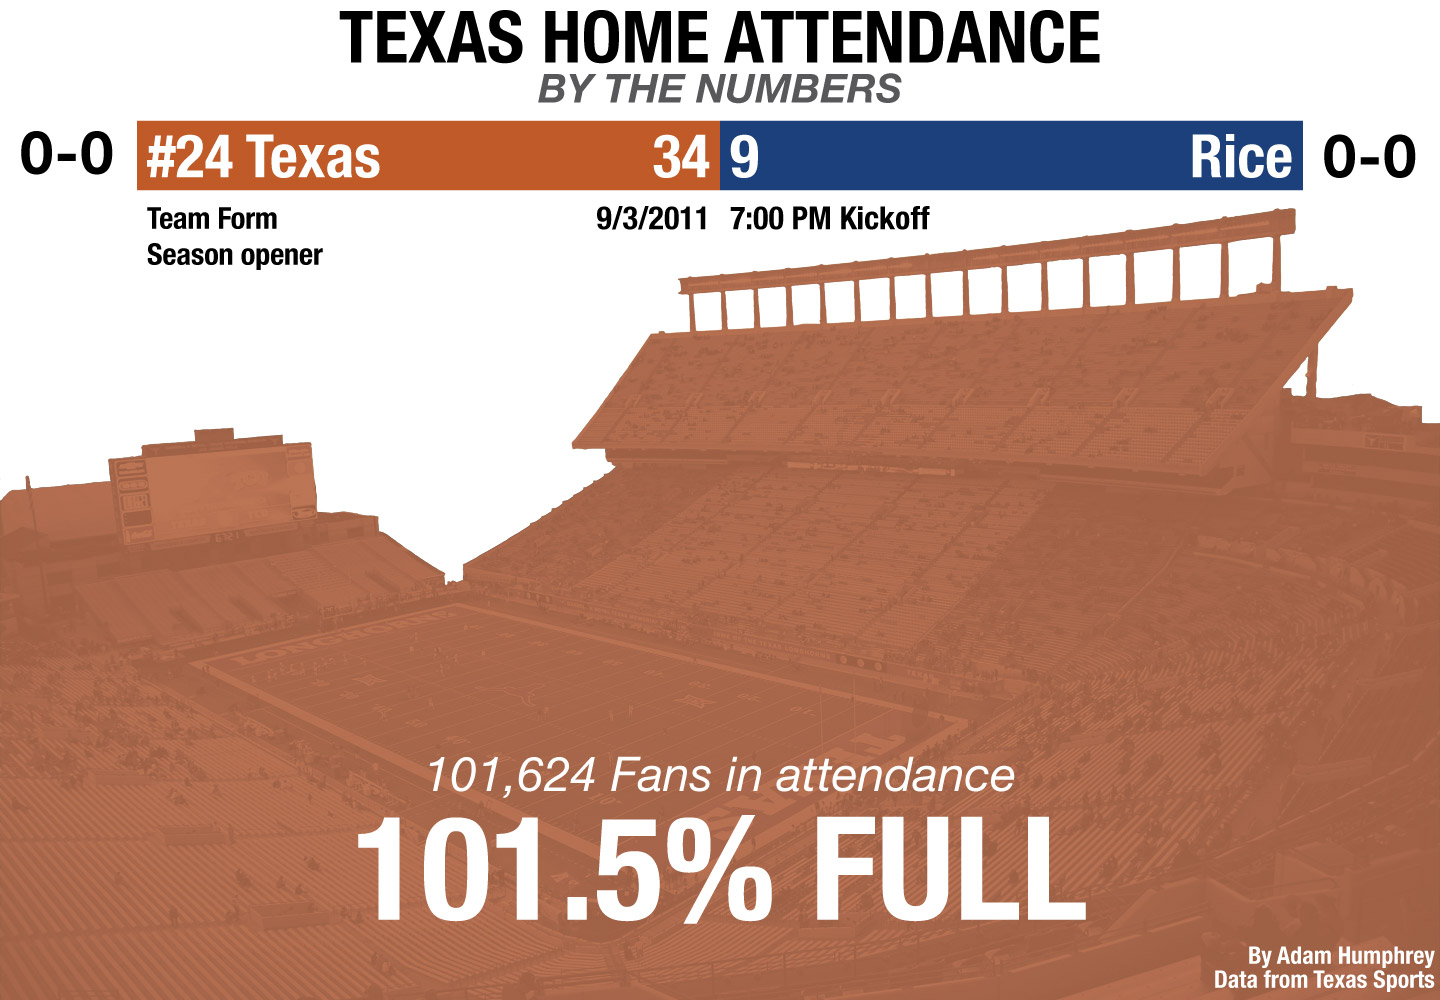 TEXAS HOME ATTENDANCE
BY THE NUMBERS
0-0 #24 Texas 34 9 Rice 0-0
Team Form 9/3/2011 7:00 PM Kickoff
Season opener
LONGHORNS
TEXAS
101,624 Fans in attendance
101.5% FULL
By Adam Humphrey
Data from Texas Sports